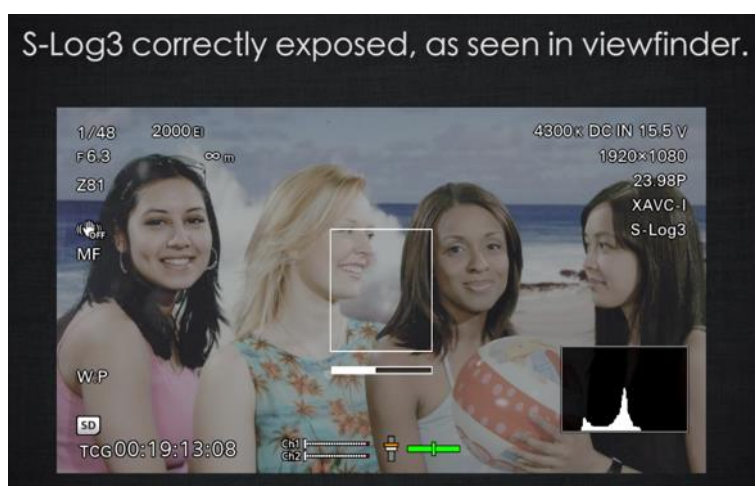 S-Log3 correctly exposed, as seen in viewfinder.
1/48 2000EI 4300K DC IN 15.5 V
F6.3 ∞ m 1920×1080
Z81 23.98P
XAVC-I
OFF S-Log3
MF
W:P
SD
TCG00:19:13:08
Ch1
Ch2